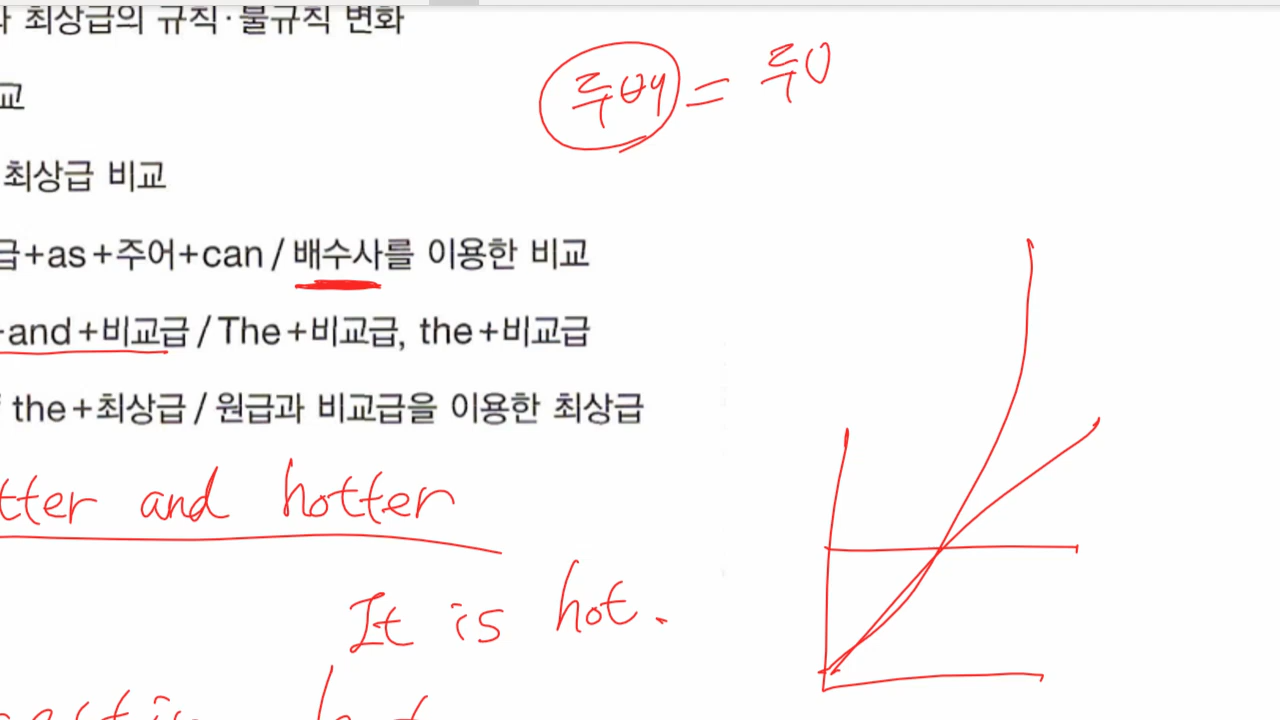 최상급의 규칙·불규칙 변화
두배 = 두
교
최상급 비교
급+as+주어+can / 배수사를 이용한 비교
and+비교급 / The+비교급, the+비교급
the+최상급 / 원급과 비교급을 이용한 최상급
tter and hotter
It is hot.